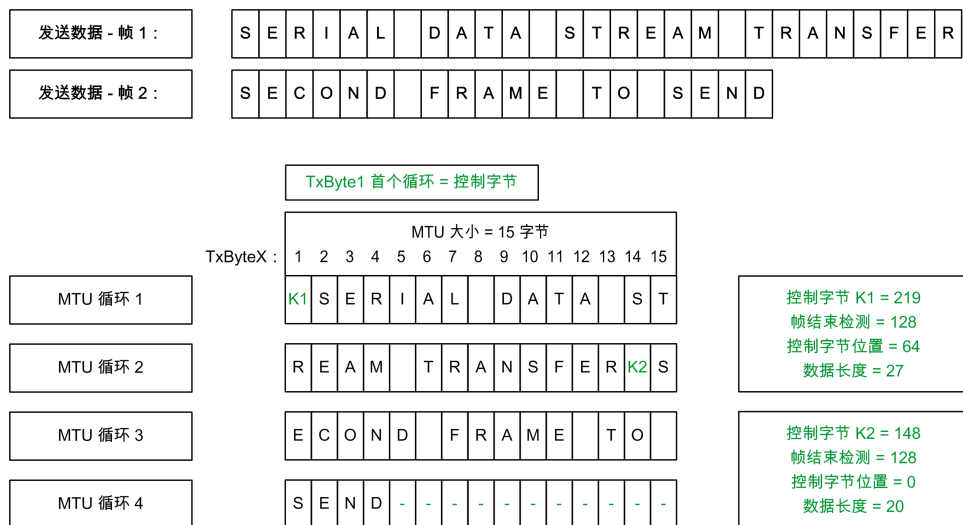 发送数据 - 帧 1 : S E R I A L D A T A S T R E A M T R A N S F E R
发送数据 - 帧 2 : S E C O N D F R A M E T O S E N D
TxByte1 首个循环 = 控制字节
MTU 大小 = 15 字节
TxByteX : 1 2 3 4 5 6 7 8 9 10 11 12 13 14 15
MTU 循环 1 K1 S E R I A L D A T A S T
MTU 循环 2 R E A M T R A N S F E R K2 S
MTU 循环 3 E C O N D F R A M E T O
MTU 循环 4 S E N D - - - - - - - - - - -
控制字节 K1 = 219
帧结束检测 = 128
控制字节位置 = 64
数据长度 = 27
控制字节 K2 = 148
帧结束检测 = 128
控制字节位置 = 0
数据长度 = 20